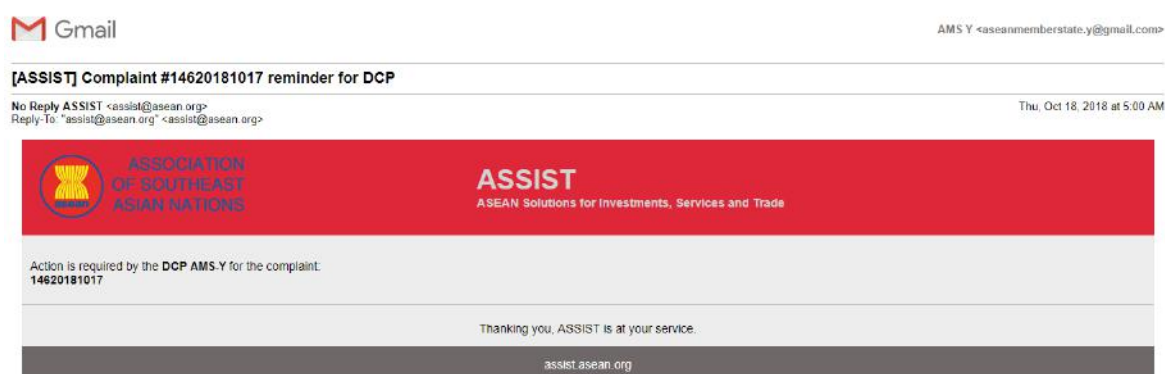 Gmail
AMS Y <aseanmemberstate.y@gmail.com>
[ASSIST] Complaint #14620181017 reminder for DCP
No Reply ASSIST <assist@asean.org>
Thu, Oct 18, 2018 at 5:00 AM
Reply-To: "assist@asean.org" <assist@asean.org>
ASSOCIATION
OF SOUTHEAST
ASIAN NATIONS
asean
ASSIST
ASEAN Solutions for Investments, Services and Trade
Action is required by the DCP AMS-Y for the complaint:
14620181017
Thanking you, ASSIST is at your service.
assist.asean.org